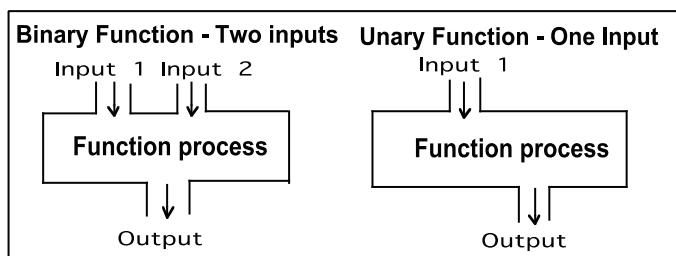 Binary Function - Two inputs
Input 1 Input 2
Function process
Output
Unary Function - One Input
Input 1
Function process
Output